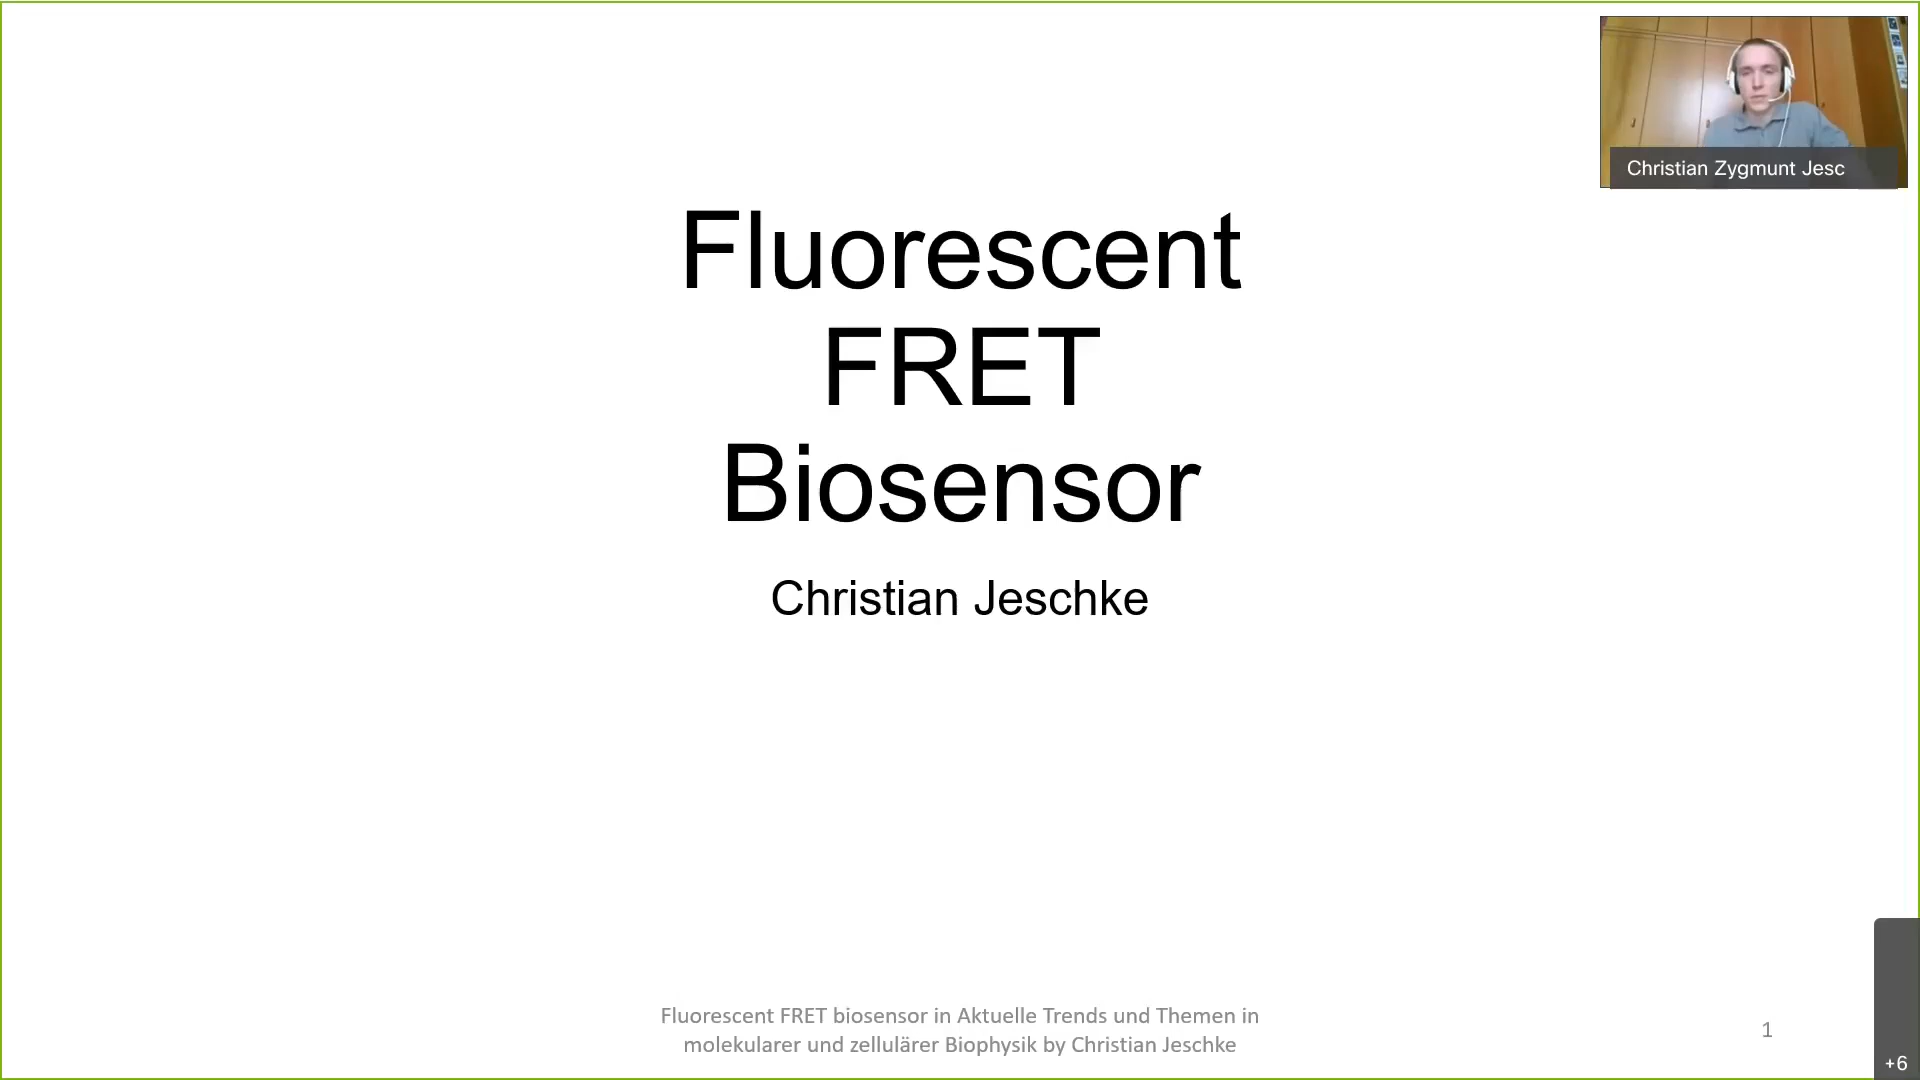 Christian Zygmunt Jesc
Fluorescent
FRET
Biosensor
Christian Jeschke
Fluorescent FRET biosensor in Aktuelle Trends und Themen in
molekularer und zellulärer Biophysik by Christian Jeschke
1
+6